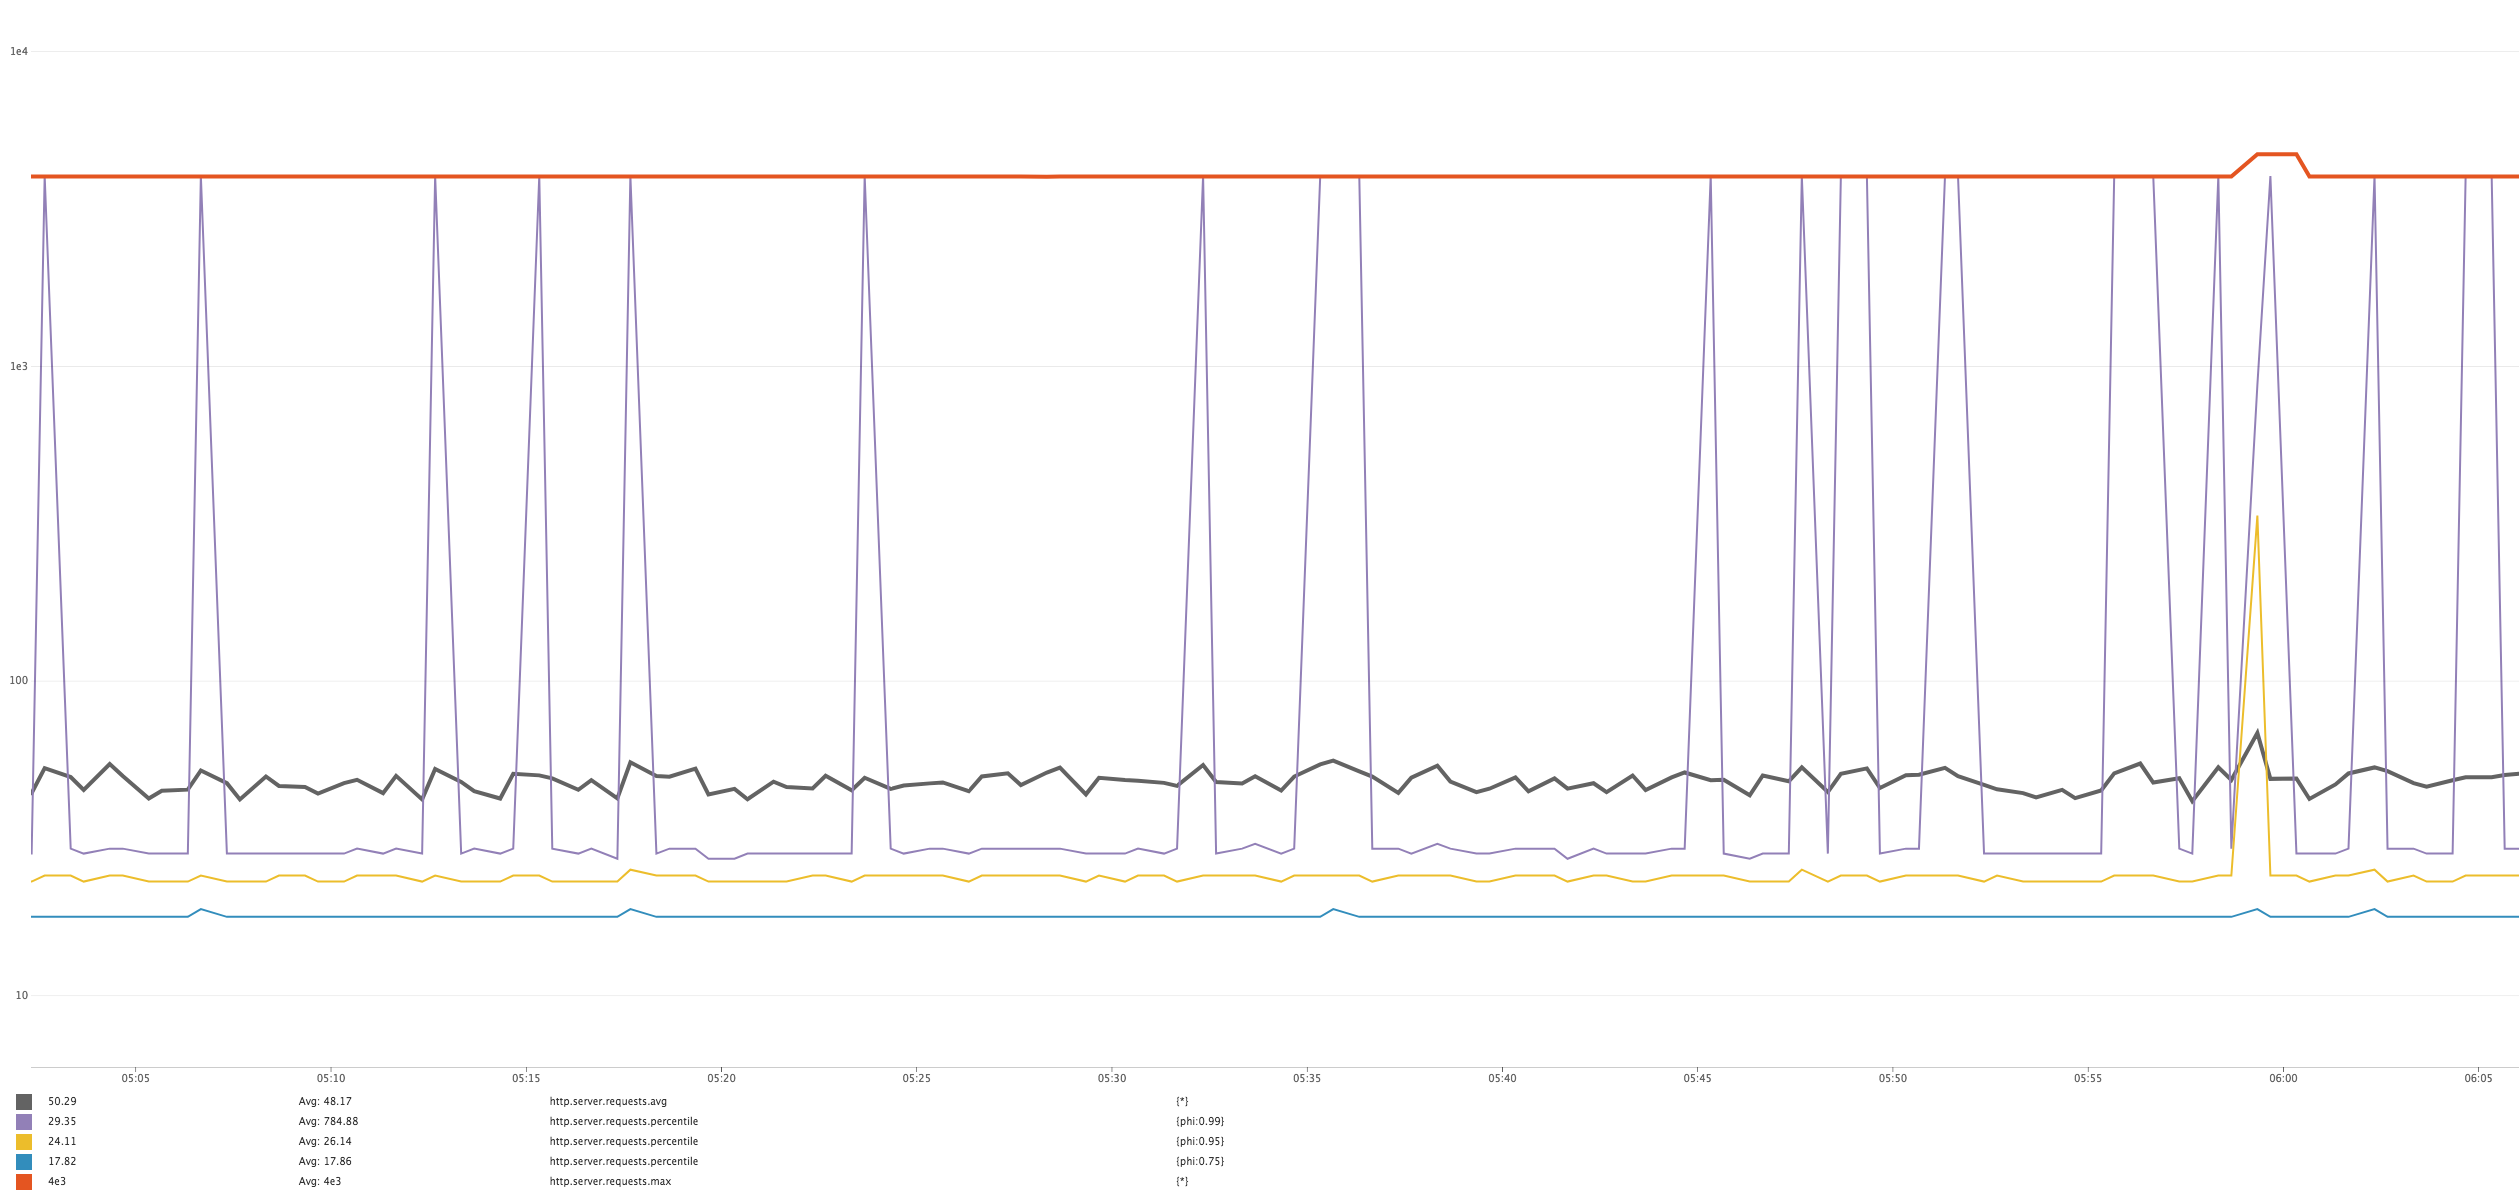 1e4
1e3
100
10
05:05 05:10 05:15 05:20 05:25 05:30 05:35 05:40 05:45 05:50 05:55 06:00 06:05
50.29 Avg: 48.17 http.server.requests.avg {*}
29.35 Avg: 784.88 http.server.requests.percentile {phi:0.99}
24.11 Avg: 26.14 http.server.requests.percentile {phi:0.95}
17.82 Avg: 17.86 http.server.requests.percentile {phi:0.75}
4e3 Avg: 4e3 http.server.requests.max {*}